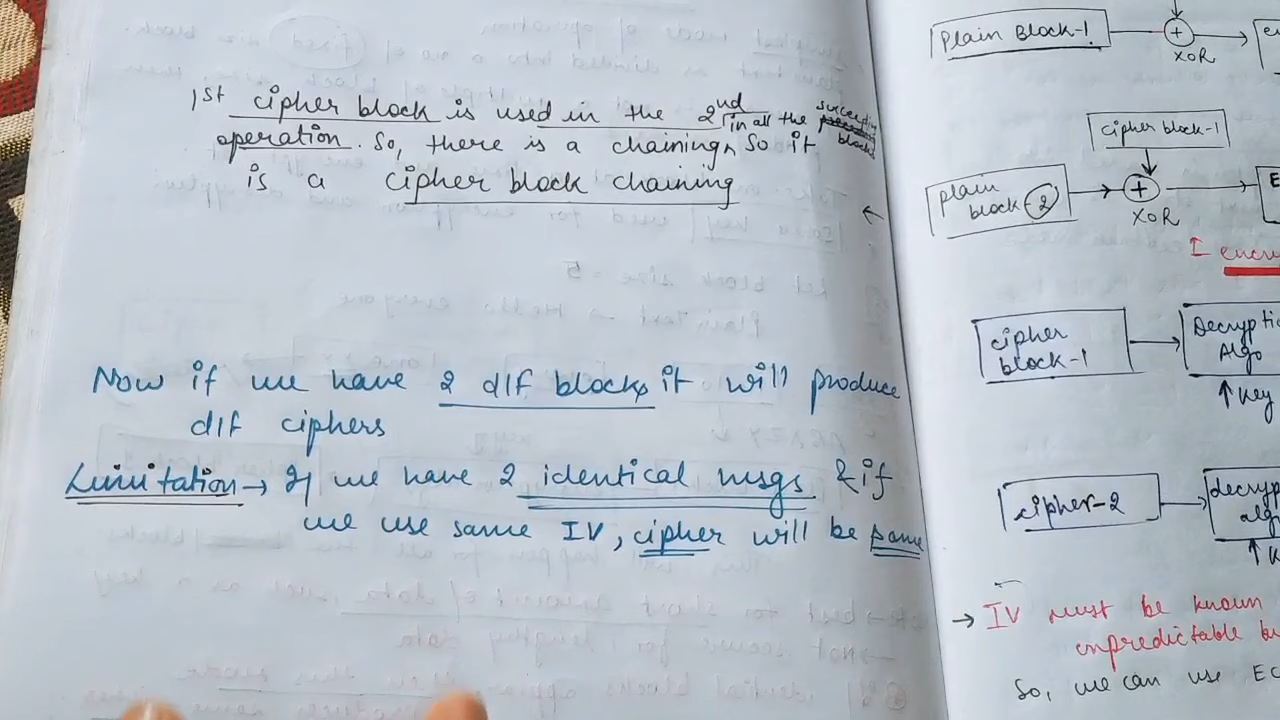 1st cipher block is used in the 2nd
operation. So, there is a chaining in all the succeeding blocks, So it
is a cipher block chaining
Now if we have 2 dif blocks it will produce
dif ciphers
Limitation → If we have 2 identical msgs & if
we use same IV, cipher will be same
Plain Block-1
XOR
cipher block-1
plain
block-2
XOR
cipher
block-1
Algo
↑ Key
cipher-2
→ IV must be known
unpredictable
So, we can use